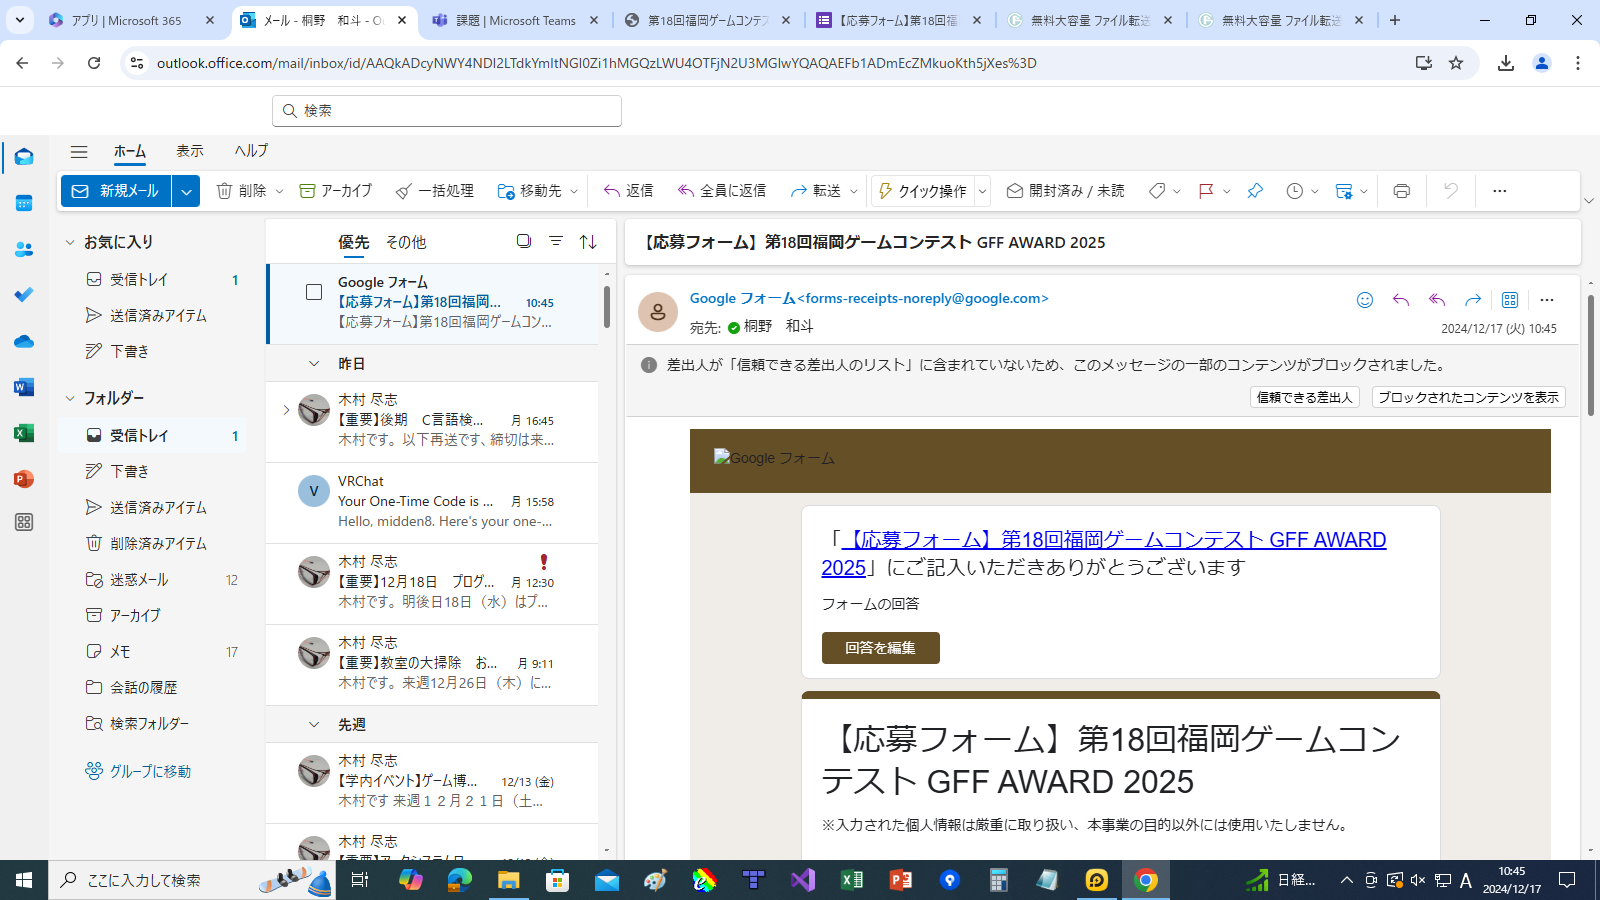 アプリ | Microsoft 365
メール - 桐野　和斗 - Ou
課題 | Microsoft Teams
第18回福岡ゲームコンテス
【応募フォーム】第18回福
無料大容量 ファイル転送
無料大容量 ファイル転送
outlook.office.com/mail/inbox/id/AAQkADcyNWY4NDI2LTdkYmItNGI0Zi1hMGQzLWU4OTFjN2U3MGIwYQAQAEFb1ADmEcZMkuoKth5jXes%3D
検索
ホーム 表示 ヘルプ
新規メール 削除 アーカイブ 一括処理 移動先 返信 全員に返信 転送 クイック操作 開封済み / 未読
お気に入り
受信トレイ 1
送信済みアイテム
下書き
フォルダー
受信トレイ 1
下書き
送信済みアイテム
削除済みアイテム
迷惑メール 12
アーカイブ
メモ 17
会話の履歴
検索フォルダー
グループに移動
優先 その他
Google フォーム
【応募フォーム】第18回福岡... 10:45
【応募フォーム】第18回福岡ゲームコン...
昨日
木村 尽志
【重要】後期　C言語検... 月 16:45
木村です。以下再送です、締切は来...
V
VRChat
Your One-Time Code is ... 月 15:58
Hello, midden8. Here's your one-...
木村 尽志
【重要】12月18日　プログ... 月 12:30
木村です。明後日18日（水）はプ...
木村 尽志
【重要】教室の大掃除　お... 月 9:11
木村です。来週12月26日（木）に...
先週
木村 尽志
【学内イベント】ゲーム博... 12/13 (金)
木村です 来週１２月２１日（土...
木村 尽志
【応募フォーム】第18回福岡ゲームコンテスト GFF AWARD 2025
Google フォーム<forms-receipts-noreply@google.com>
宛先: 桐野　和斗
2024/12/17 (火) 10:45
差出人が「信頼できる差出人のリスト」に含まれていないため、このメッセージの一部のコンテンツがブロックされました。
信頼できる差出人 ブロックされたコンテンツを表示
Google フォーム
「【応募フォーム】第18回福岡ゲームコンテスト GFF AWARD
2025」にご記入いただきありがとうございます
フォームの回答
回答を編集
【応募フォーム】第18回福岡ゲームコン
テスト GFF AWARD 2025
※入力された個人情報は厳重に取り扱い、本事業の目的以外には使用いたしません。
ここに入力して検索
日経...
A
10:45
2024/12/17